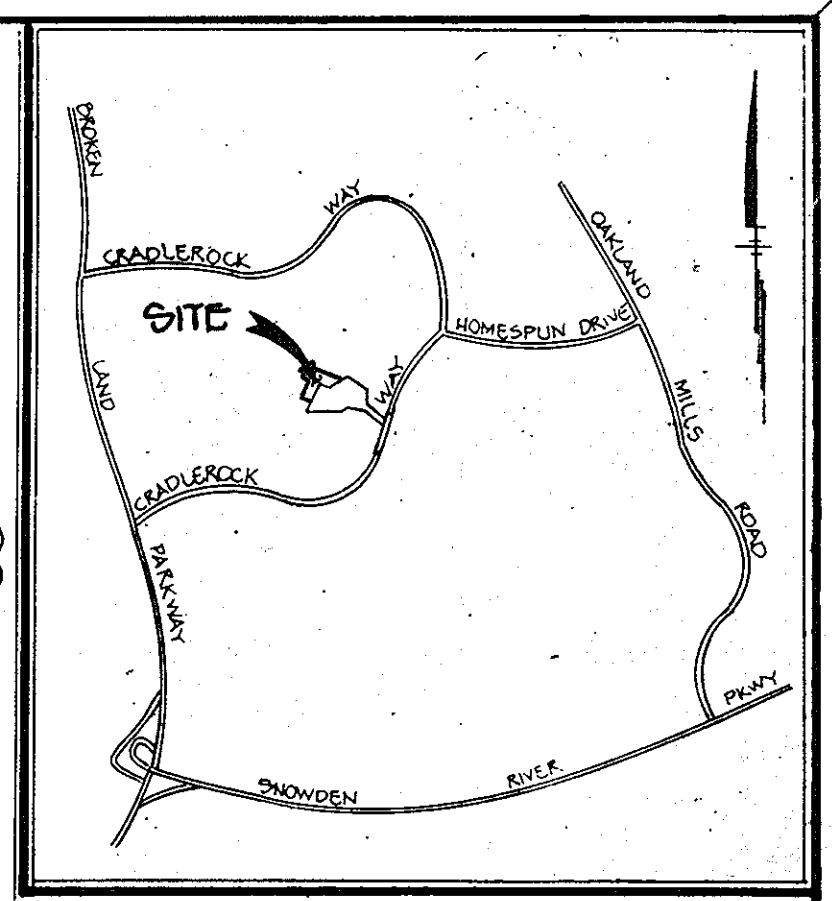 BROKEN
LAND
PARKWAY
CRADLEROCK
WAY
SITE
HOMESPUN DRIVE
OAKLAND
MILLS
ROAD
WAY
CRADLEROCK
SNOWDEN
RIVER
PKWY